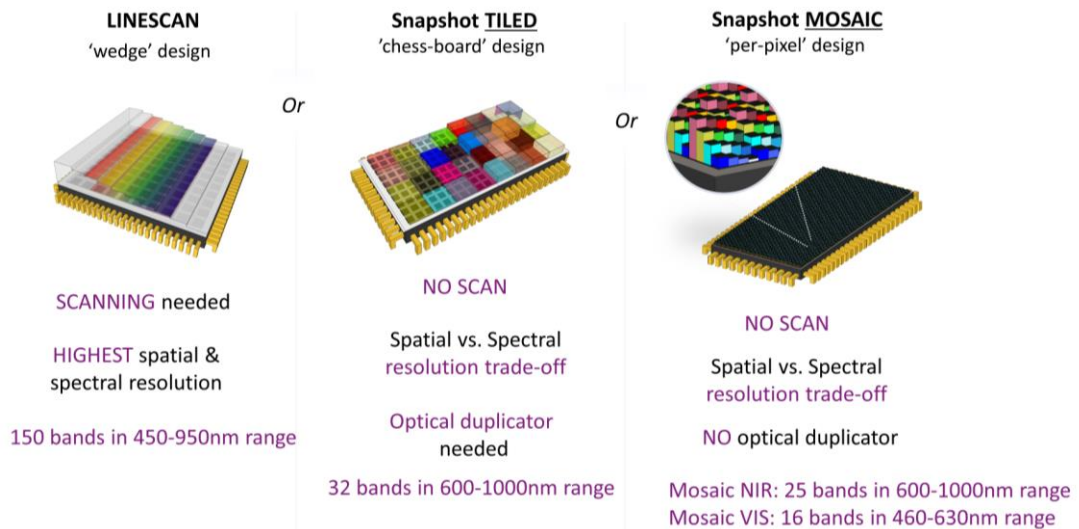 LINESCAN
'wedge' design
Or
SCANNING needed
HIGHEST spatial &
spectral resolution
150 bands in 450-950nm range
Snapshot TILED
'chess-board' design
Or
NO SCAN
Spatial vs. Spectral
resolution trade-off
Optical duplicator
needed
32 bands in 600-1000nm range
Snapshot MOSAIC
'per-pixel' design
NO SCAN
Spatial vs. Spectral
resolution trade-off
NO optical duplicator
Mosaic NIR: 25 bands in 600-1000nm range
Mosaic VIS: 16 bands in 460-630nm range